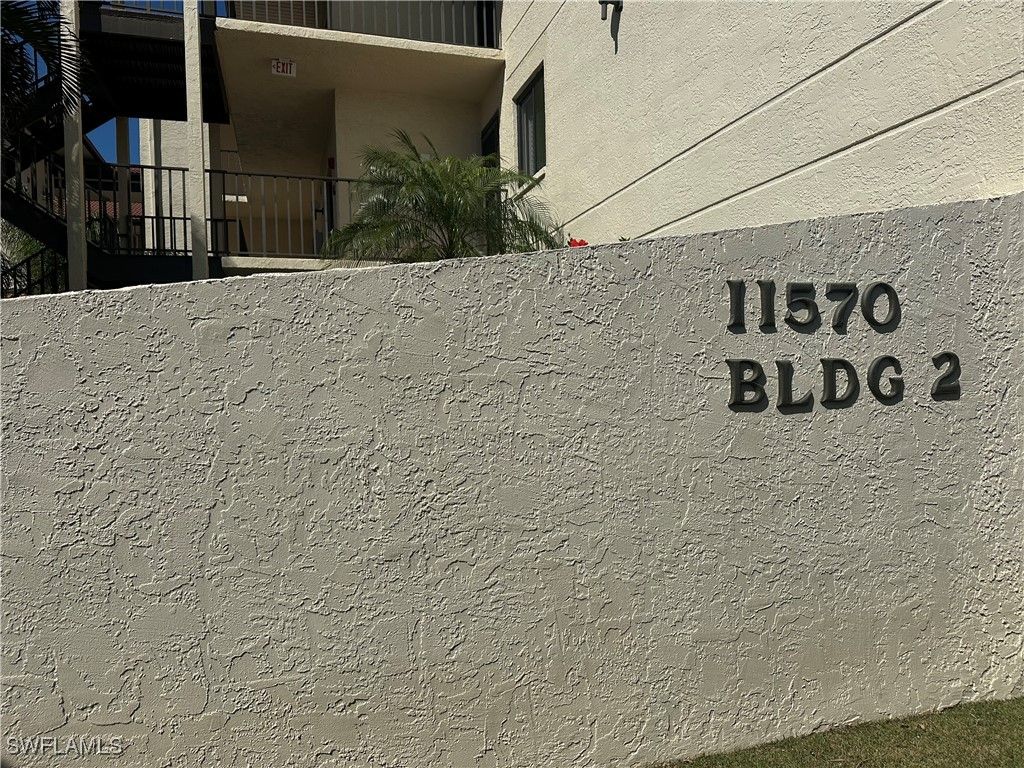 EXIT
11570
BLDG 2
SWFLAMLS